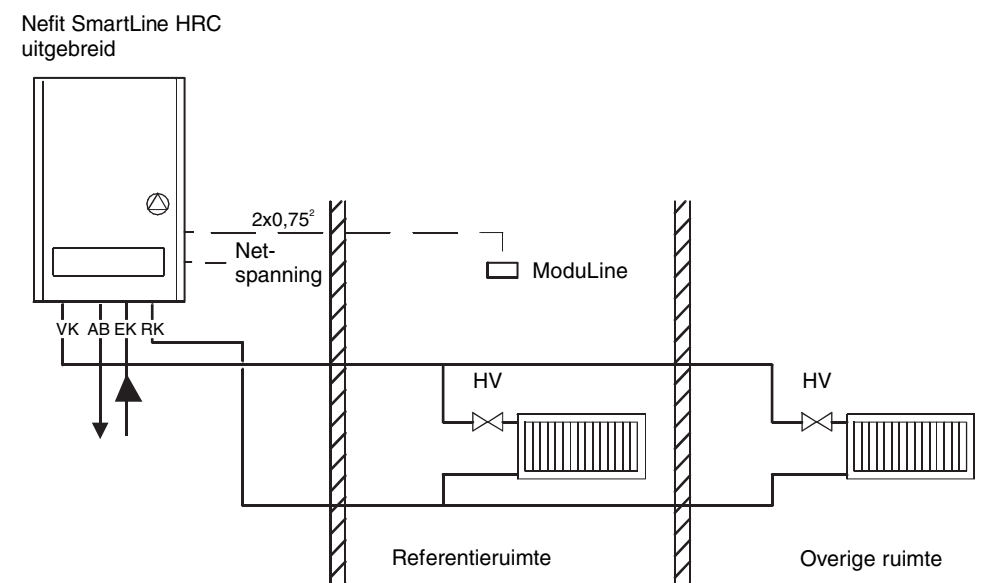 Nefit SmartLine HRC
uitgebreid
2x0,75²
Net-
spanning
ModuLine
VK AB EK RK
HV
HV
Referentieruimte
Overige ruimte